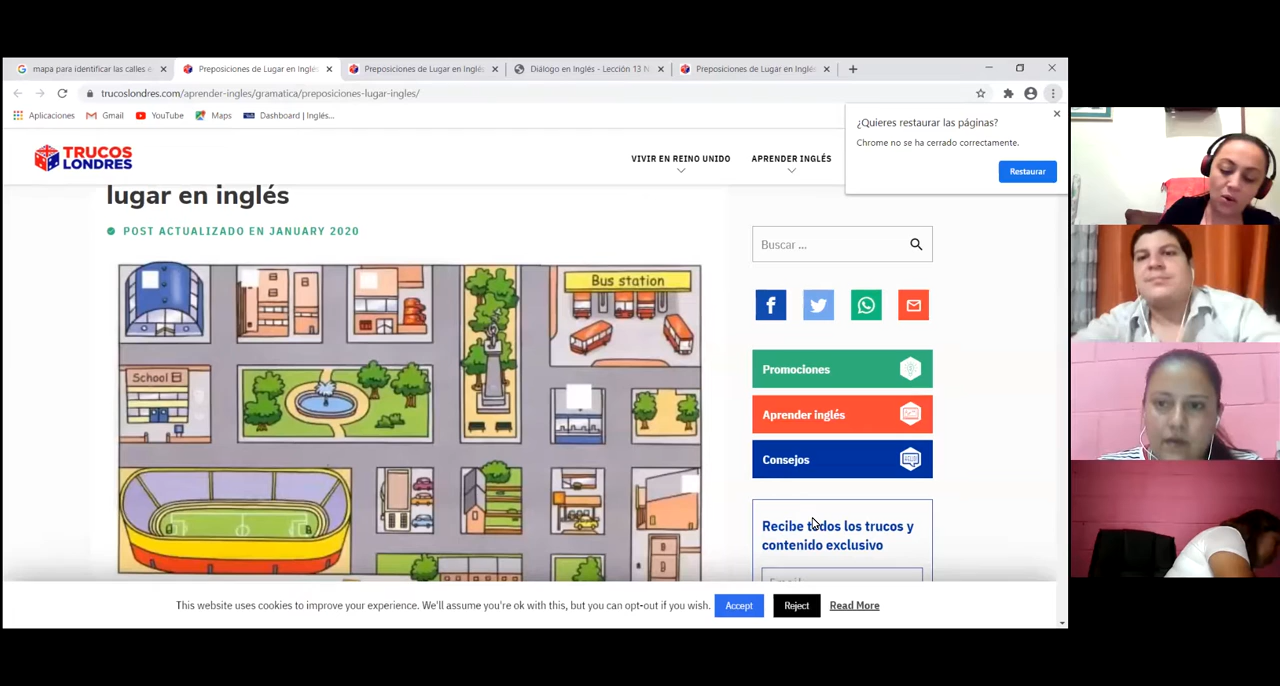 mapa para identificar las calles e
Preposiciones de Lugar en Inglés
Preposiciones de Lugar en Inglé
Diálogo en Inglés - Lección 13 N
Preposiciones de Lugar en Inglés
trucoslondres.com/aprender-ingles/gramatica/preposiciones-lugar-ingles/
Aplicaciones
Gmail
YouTube
Maps
Dashboard | Inglés...
¿Quieres restaurar las páginas?
Chrome no se ha cerrado correctamente.
Restaurar
TRUCOS
LONDRES
VIVIR EN REINO UNIDO
APRENDER INGLÉS
lugar en inglés
POST ACTUALIZADO EN JANUARY 2020
Bus station
School
Buscar ...
Promociones
Aprender inglés
Consejos
Recibe todos los trucos y
contenido exclusivo
Email
This website uses cookies to improve your experience. We'll assume you're ok with this, but you can opt-out if you wish.
Accept
Reject
Read More